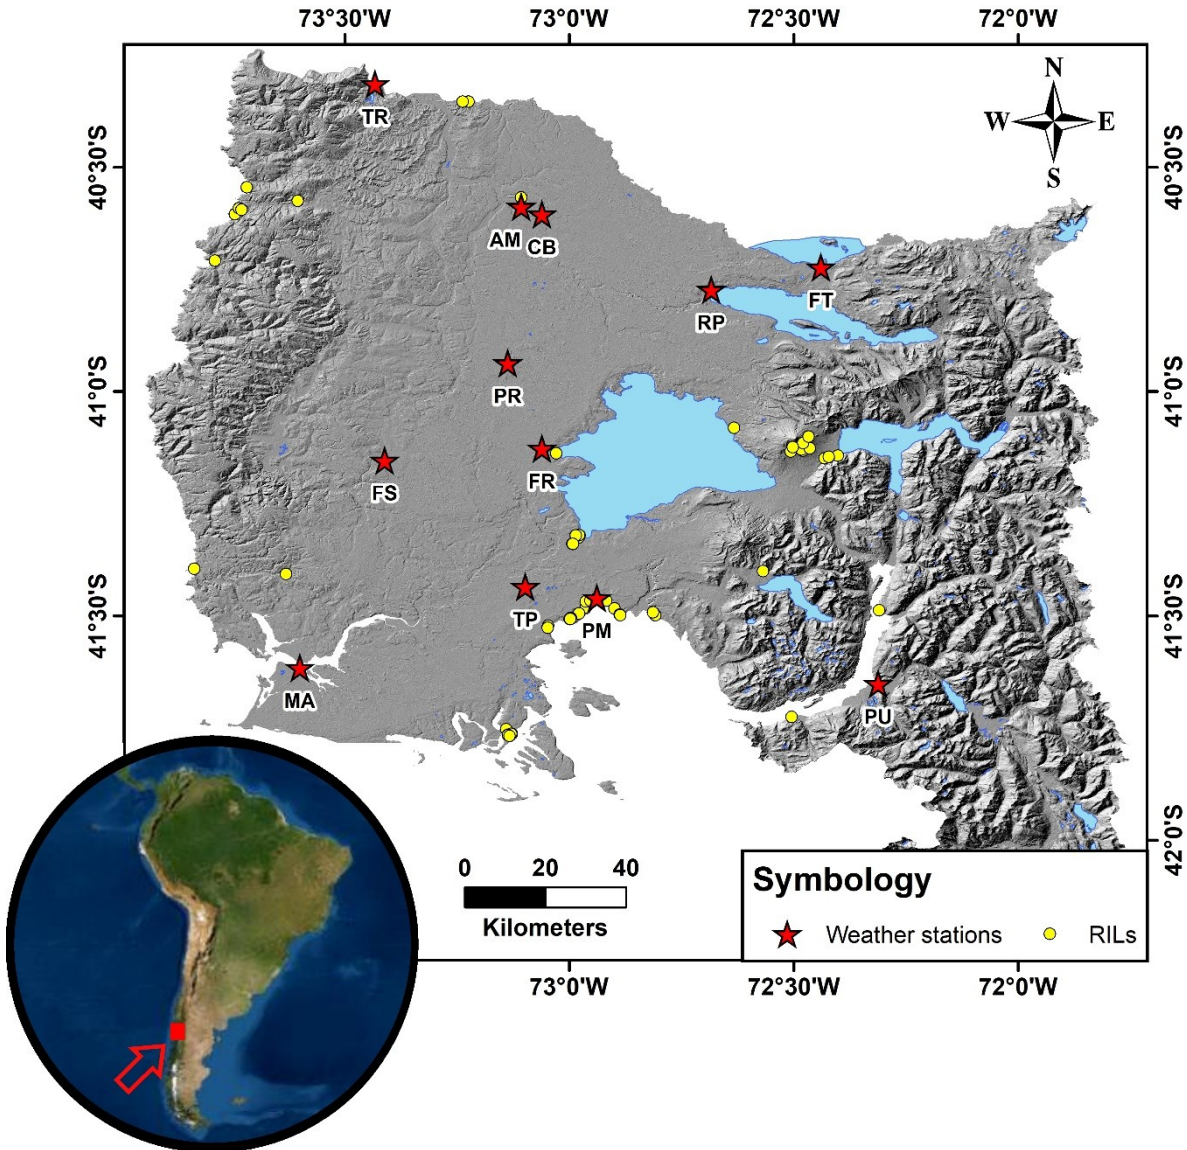 73°30'W 73°0'W 72°30'W 72°0'W
N
W E
S
TR
40°30'S 40°30'S
AM CB
FT
RP
41°0'S 41°0'S
PR
FR
FS
41°30'S 41°30'S
TP
PM
MA
PU
42°0'S
0 20 40
Kilometers
Symbology
Weather stations RILs
73°0'W 72°30'W 72°0'W